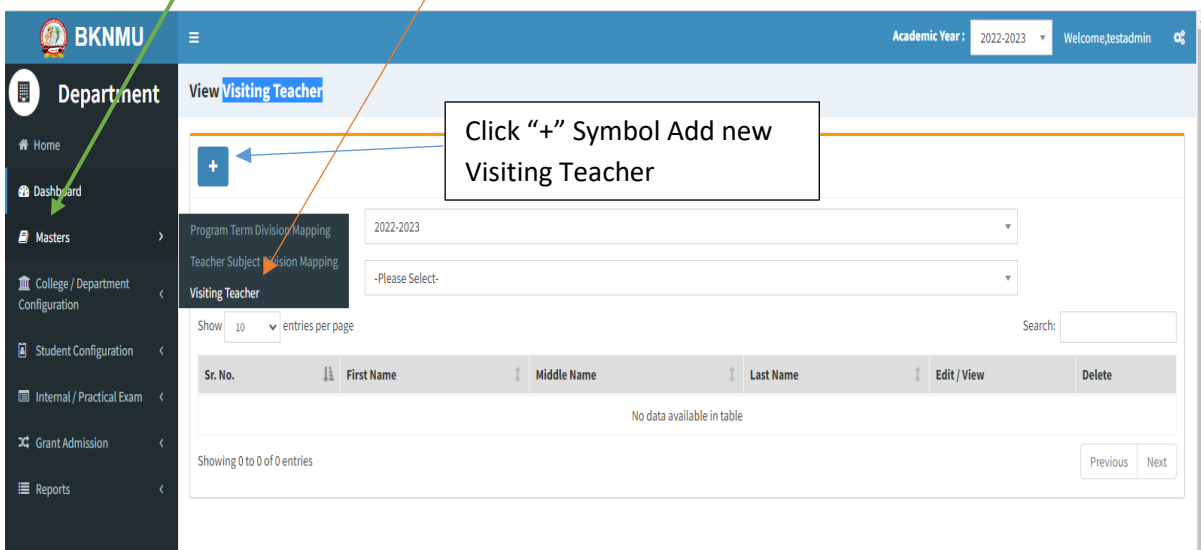 BKNMU
Academic Year : 2022-2023 Welcome,testadmin
Department
View Visiting Teacher
Click “+” Symbol Add new
Visiting Teacher
+
Home
Dashboard
Masters
Program Term Division Mapping
Teacher Subject Division Mapping
Visiting Teacher
2022-2023
-Please Select-
College / Department
Configuration
Student Configuration
Internal / Practical Exam
Grant Admission
Reports
Show 10 entries per page
Search:
Sr. No. First Name Middle Name Last Name Edit / View Delete
No data available in table
Showing 0 to 0 of 0 entries
Previous Next